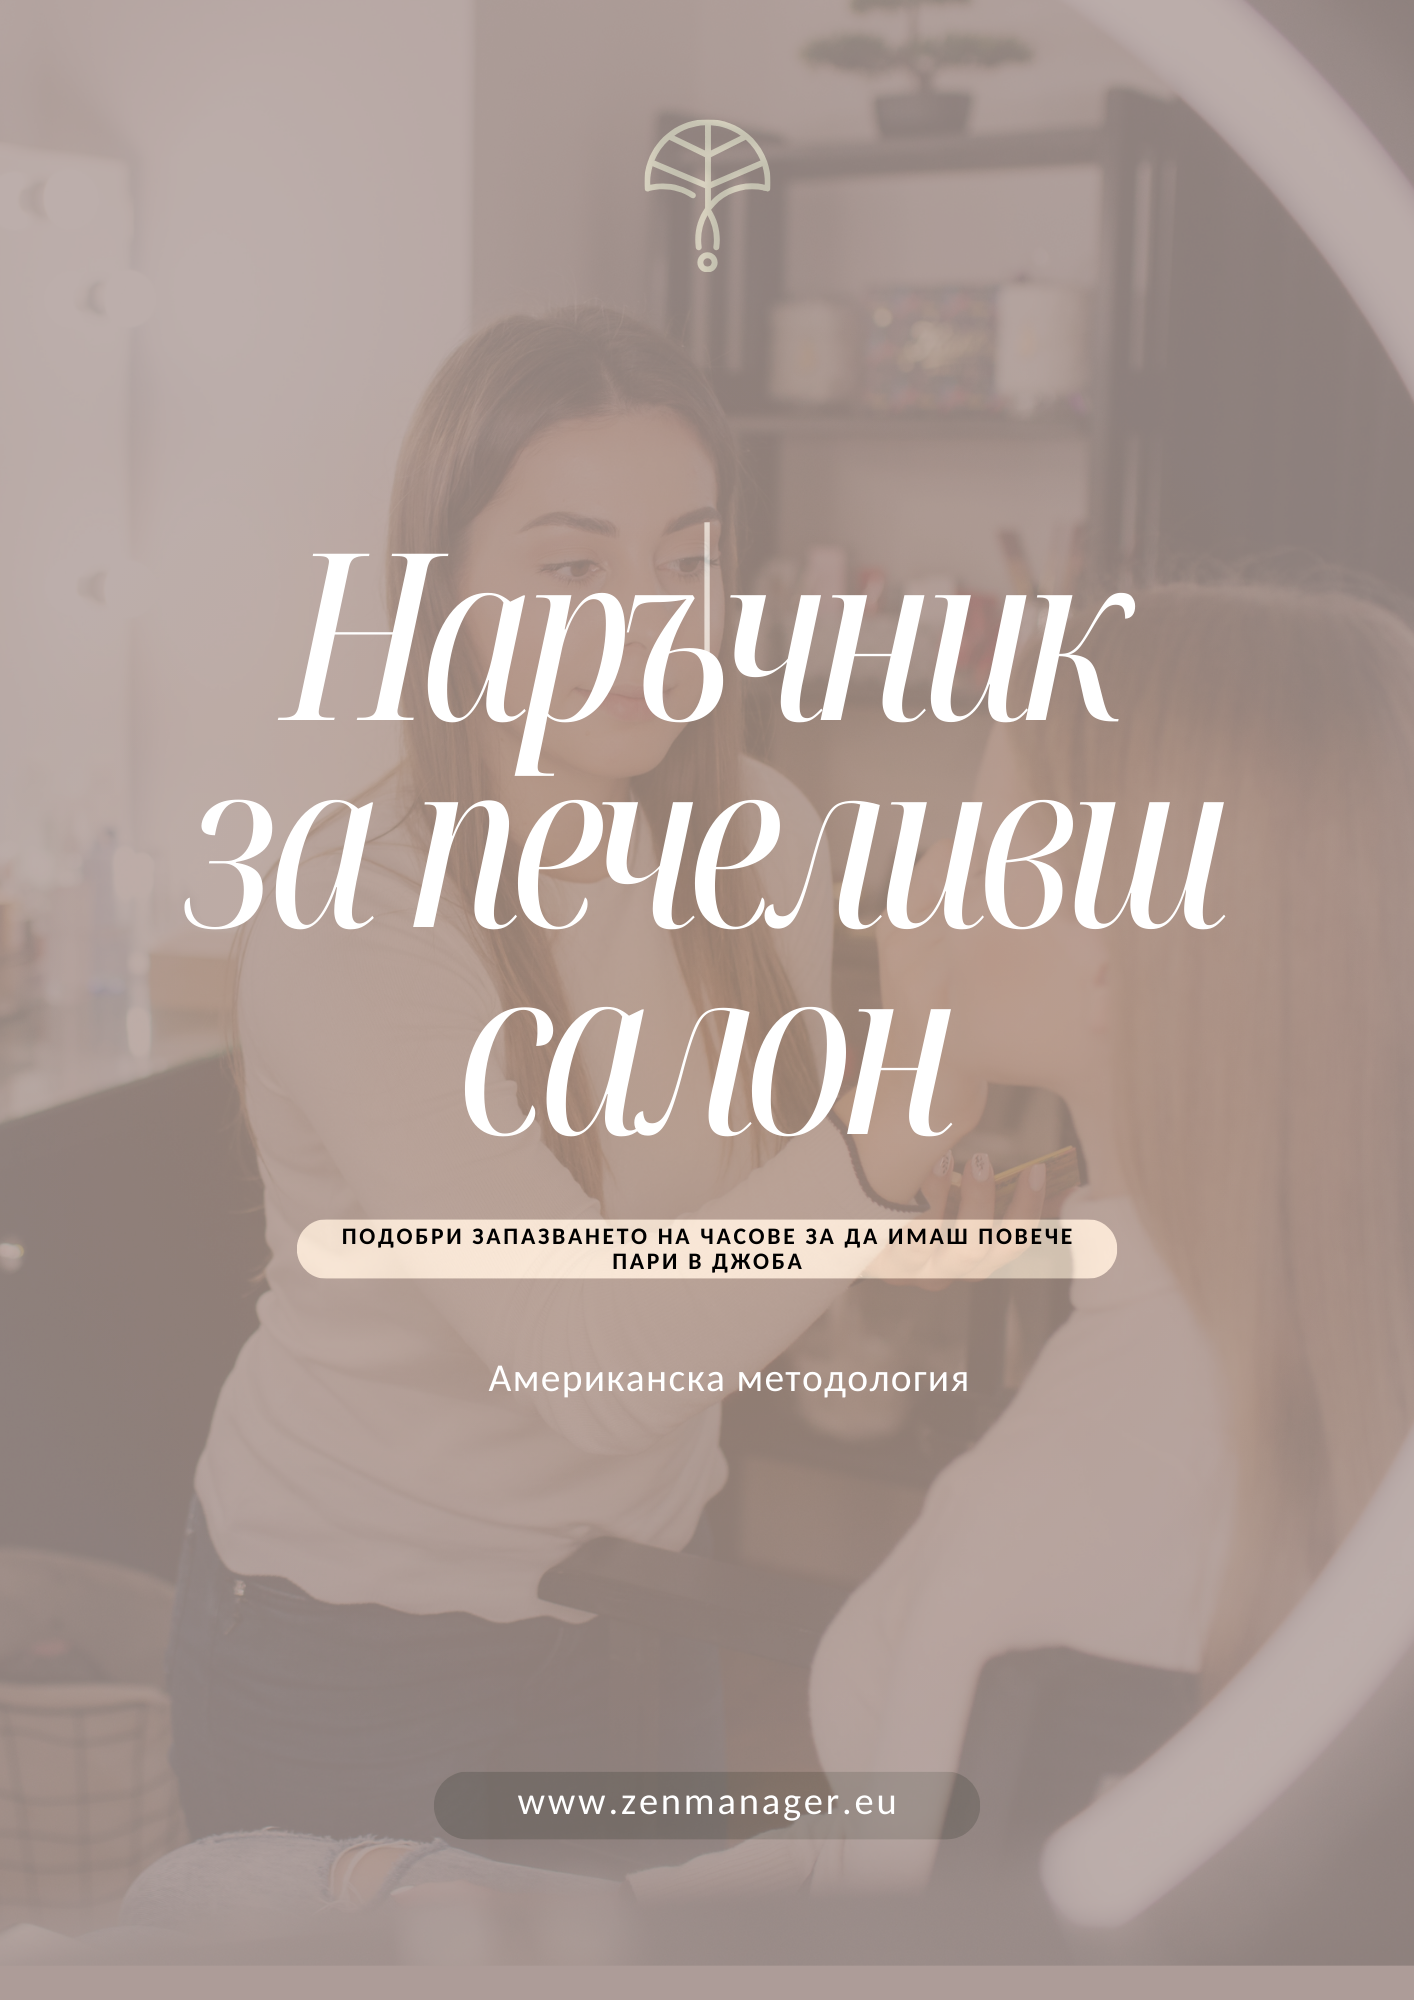 Наръчник
за печеливш
салон
ПОДОБРИ ЗАПАЗВАНЕТО НА ЧАСОВЕ ЗА ДА ИМАШ ПОВЕЧЕ
ПАРИ В ДЖОБА
Американска методология
www.zenmanager.eu